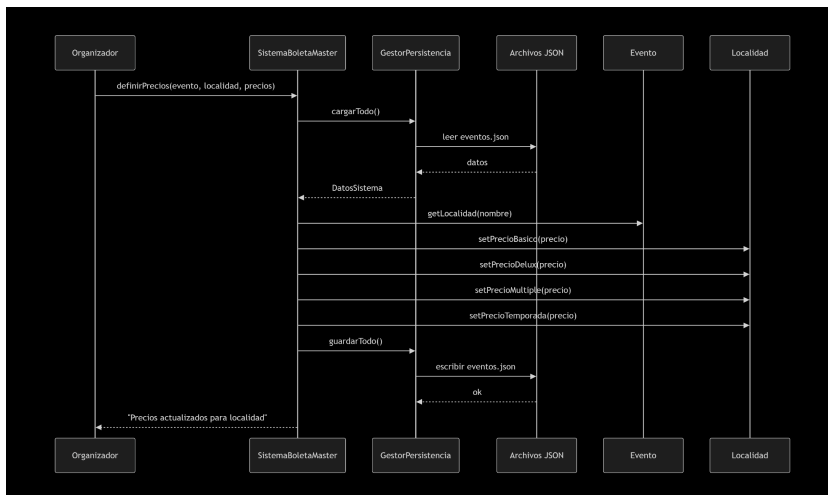 Organizador
SistemaBoletaMaster
GestorPersistencia
Archivos JSON
Evento
Localidad
definirPrecios(evento, localidad, precios)
cargarTodo()
leer eventos.json
datos
DatosSistema
getLocalidad(nombre)
setPrecioBasico(precio)
setPrecioDelux(precio)
setPrecioMultiple(precio)
setPrecioTemporada(precio)
guardarTodo()
escribir eventos.json
ok
"Precios actualizados para localidad"
Organizador
SistemaBoletaMaster
GestorPersistencia
Archivos JSON
Evento
Localidad